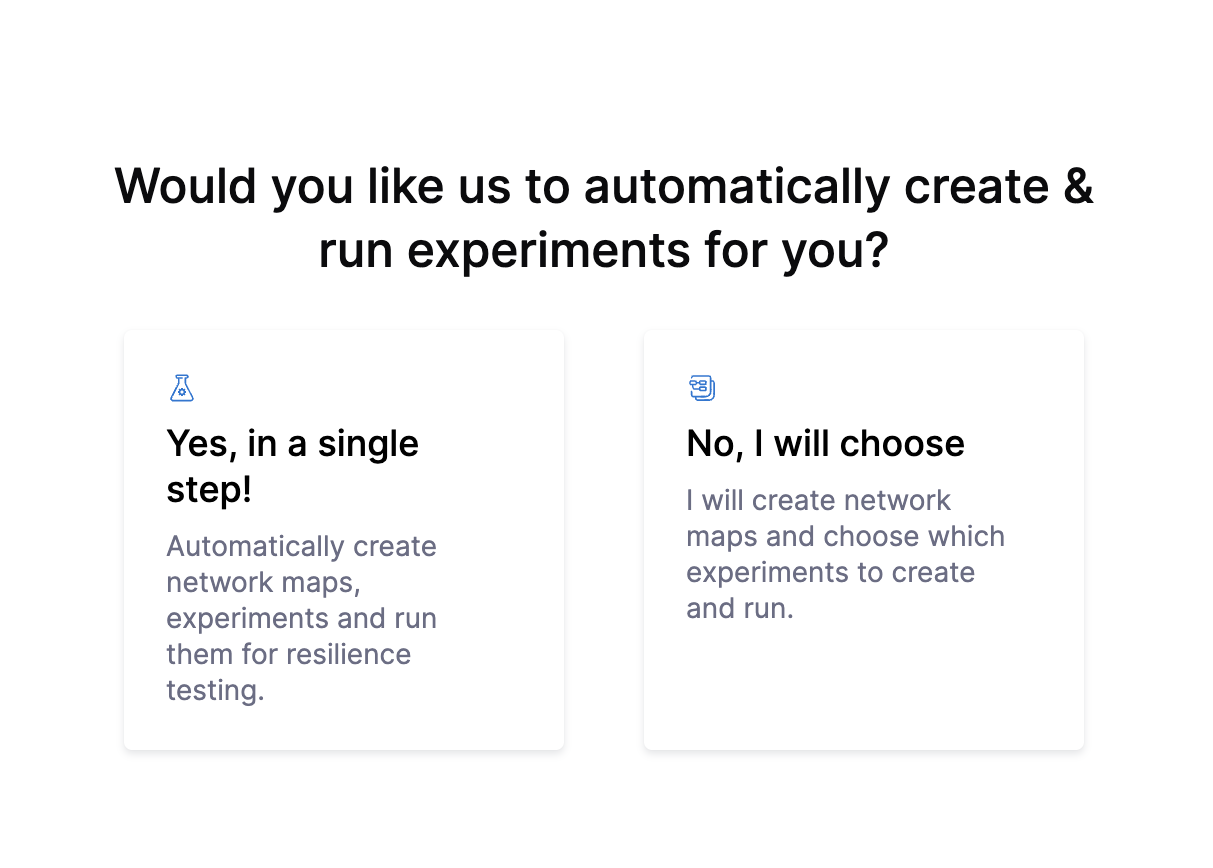 Would you like us to automatically create &
run experiments for you?
Yes, in a single
step!
Automatically create
network maps,
experiments and run
them for resilience
testing.
No, I will choose
I will create network
maps and choose which
experiments to create
and run.